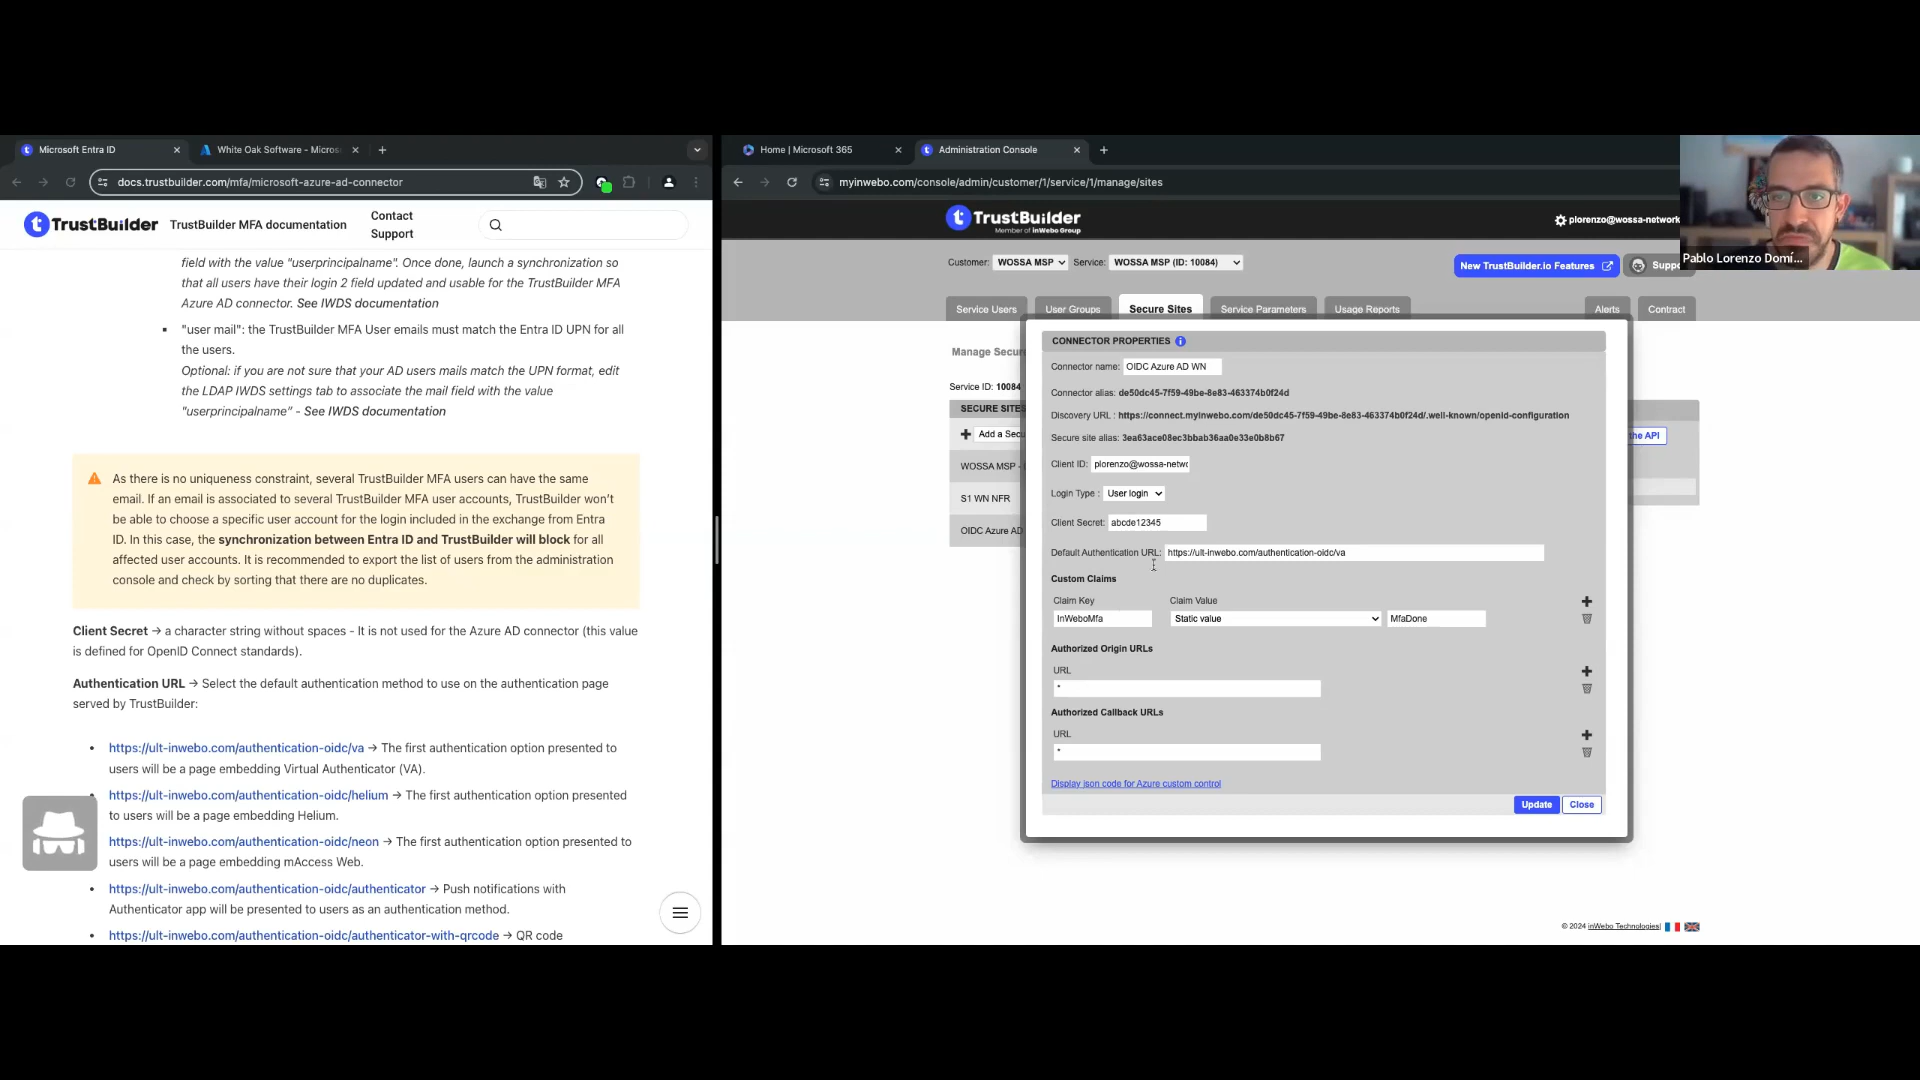 Microsoft Entra ID
White Oak Software - Micros
docs.trustbuilder.com/mfa/microsoft-azure-ad-connector
TrustBuilder
TrustBuilder MFA documentation
Contact
Support
field with the value "userprincipalname". Once done, launch a synchronization so
that all users have their login 2 field updated and usable for the TrustBuilder MFA
Azure AD connector. See IWDS documentation
"user mail": the TrustBuilder MFA User emails must match the Entra ID UPN for all
the users.
Optional: if you are not sure that your AD users mails match the UPN format, edit
the LDAP IWDS settings tab to associate the mail field with the value
"userprincipalname" - See IWDS documentation
As there is no uniqueness constraint, several TrustBuilder MFA users can have the same
email. If an email is associated to several TrustBuilder MFA user accounts, TrustBuilder won't
be able to choose a specific user account for the login included in the exchange from Entra
ID. In this case, the synchronization between Entra ID and TrustBuilder will block for all
affected user accounts. It is recommended to export the list of users from the administration
console and check by sorting that there are no duplicates.
Client Secret → a character string without spaces - It is not used for the Azure AD connector (this value
is defined for OpenID Connect standards).
Authentication URL → Select the default authentication method to use on the authentication page
served by TrustBuilder:
• https://ult-inwebo.com/authentication-oidc/va → The first authentication option presented to
users will be a page embedding Virtual Authenticator (VA).
• https://ult-inwebo.com/authentication-oidc/helium → The first authentication option presented
to users will be a page embedding Helium.
• https://ult-inwebo.com/authentication-oidc/neon → The first authentication option presented to
users will be a page embedding mAccess Web.
• https://ult-inwebo.com/authentication-oidc/authenticator → Push notifications with
Authenticator app will be presented to users as an authentication method.
• https://ult-inwebo.com/authentication-oidc/authenticator-with-qrcode → QR code
Home | Microsoft 365
Administration Console
myinwebo.com/console/admin/customer/1/service/1/manage/sites
TrustBuilder
Member of inWebo Group
plorenzo@wossa-network
Customer: WOSSA MSP Service: WOSSA MSP (ID: 10084)
New TrustBuilder.io Features
Suppo
Pablo Lorenzo Domí...
Service Users
User Groups
Secure Sites
Service Parameters
Usage Reports
Alerts
Contract
Manage Secur
Service ID: 10084
SECURE SITES
Add a Secu
WOSSA MSP -
S1 WN NFR
OIDC Azure AD
the API
CONNECTOR PROPERTIES
Connector name: OIDC Azure AD WN
Connector alias: de50dc45-7f59-49be-8e83-463374b0f24d
Discovery URL : https://connect.myinwebo.com/de50dc45-7f59-49be-8e83-463374b0f24d/.well-known/openid-configuration
Secure site alias: 3ea63ace08ec3bbab36aa0e33e0b8b67
Client ID: plorenzo@wossa-netwo
Login Type : User login
Client Secret: abcde12345
Default Authentication URL: https://ult-inwebo.com/authentication-oidc/va
Custom Claims
Claim Key
Claim Value
InWeboMfa
Static value
MfaDone
Authorized Origin URLs
URL
*
Authorized Callback URLs
URL
*
Display json code for Azure custom control
Update
Close
© 2024 inWebo Technologies|